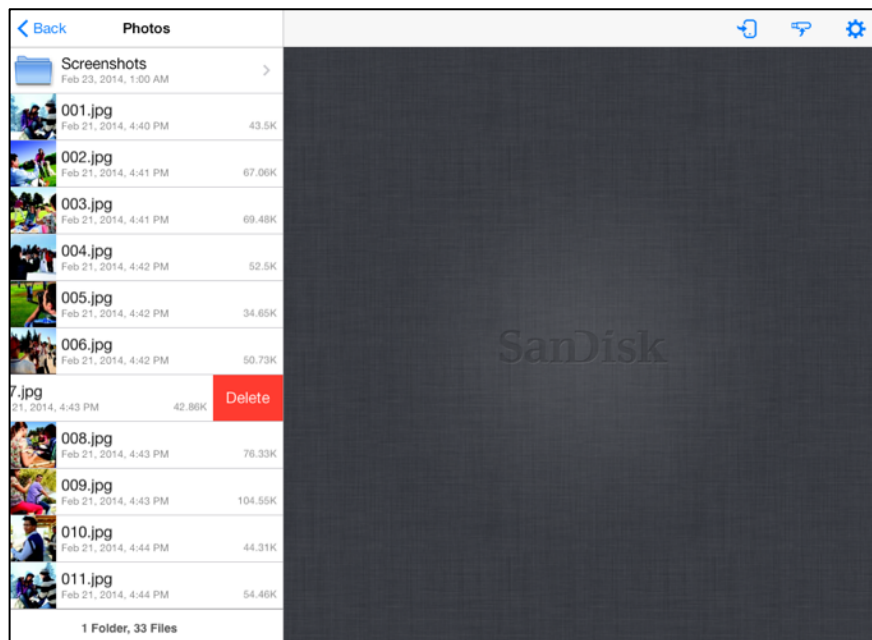 Back Photos
Screenshots
Feb 23, 2014, 1:00 AM
001.jpg
Feb 21, 2014, 4:40 PM 43.5K
002.jpg
Feb 21, 2014, 4:41 PM 67.06K
003.jpg
Feb 21, 2014, 4:41 PM 69.48K
004.jpg
Feb 21, 2014, 4:42 PM 52.5K
005.jpg
Feb 21, 2014, 4:42 PM 34.65K
006.jpg
Feb 21, 2014, 4:42 PM 50.73K
7.jpg
21, 2014, 4:43 PM 42.86K Delete
008.jpg
Feb 21, 2014, 4:43 PM 76.33K
009.jpg
Feb 21, 2014, 4:43 PM 104.55K
010.jpg
Feb 21, 2014, 4:44 PM 44.31K
011.jpg
Feb 21, 2014, 4:44 PM 54.46K
1 Folder, 33 Files
SanDisk